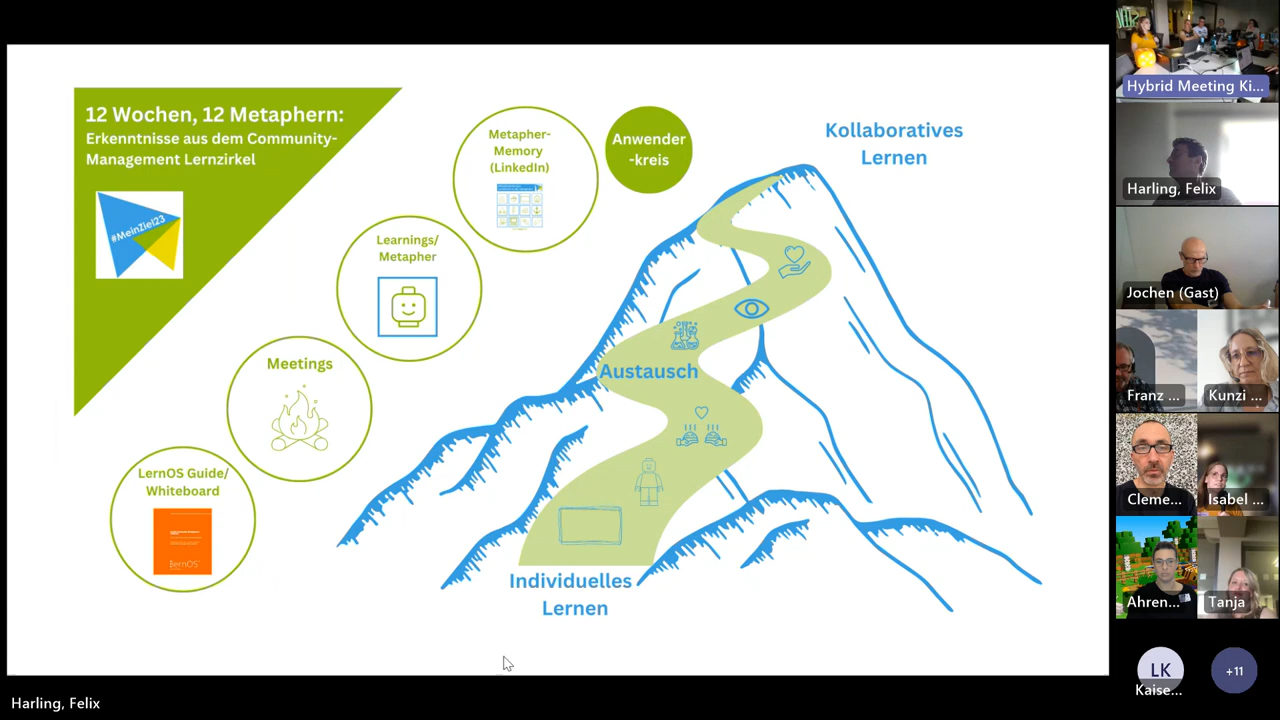 12 Wochen, 12 Metaphern:
Erkenntnisse aus dem Community-
Management Lernzirkel
#MeinZiel23
Metapher-
Memory
(LinkedIn)
Anwender
-kreis
Kollaboratives
Lernen
Learnings/
Metapher
Meetings
Austausch
LernOS Guide/
Whiteboard
lernOS
Individuelles
Lernen
Harling, Felix
Hybrid Meeting Ki...
Harling, Felix
Jochen (Gast)
Franz ...
Kunzi ...
Cleme...
Isabel ...
Ahren...
Tanja
LK
Kaise...
+11